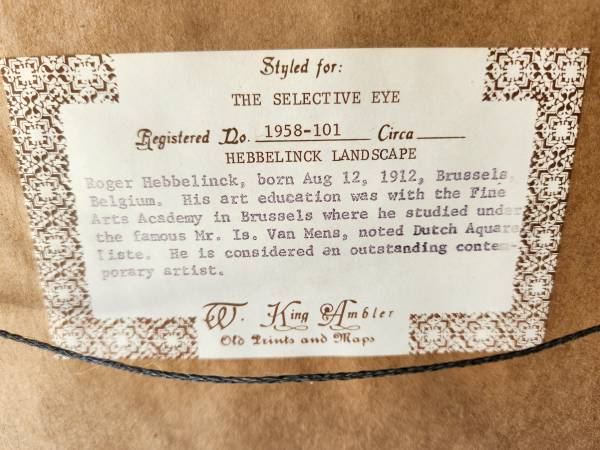 Styled for:
THE SELECTIVE EYE
Registered No. 1958-101 Circa
HEBBELINCK LANDSCAPE
Roger Hebbelinck, born Aug 12, 1912, Brussels,
Belgium. His art education was with the Fine
Arts Academy in Brussels where he studied under
the famous Mr. Is. Van Mens, noted Dutch Aquare
liste. He is considered an outstanding contem-
porary artist.
W. King Ambler
Old Prints and Maps